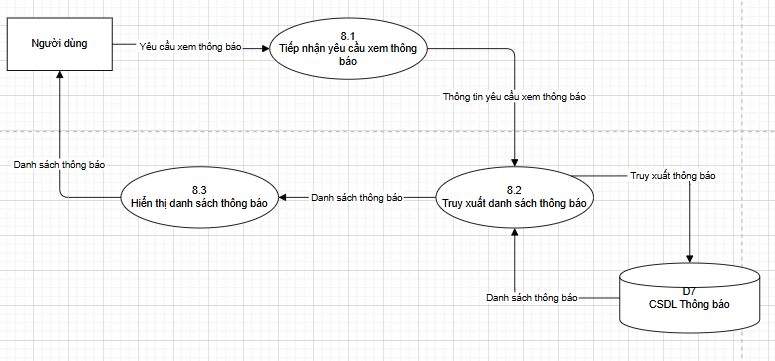 Người dùng
Yêu cầu xem thông báo
8.1
Tiếp nhận yêu cầu xem thông
báo
Thông tin yêu cầu xem thông báo
Danh sách thông báo
8.3
Hiển thị danh sách thông báo
Danh sách thông báo
8.2
Truy xuất danh sách thông báo
Truy xuất thông báo
Danh sách thông báo
D7
CSDL Thông báo